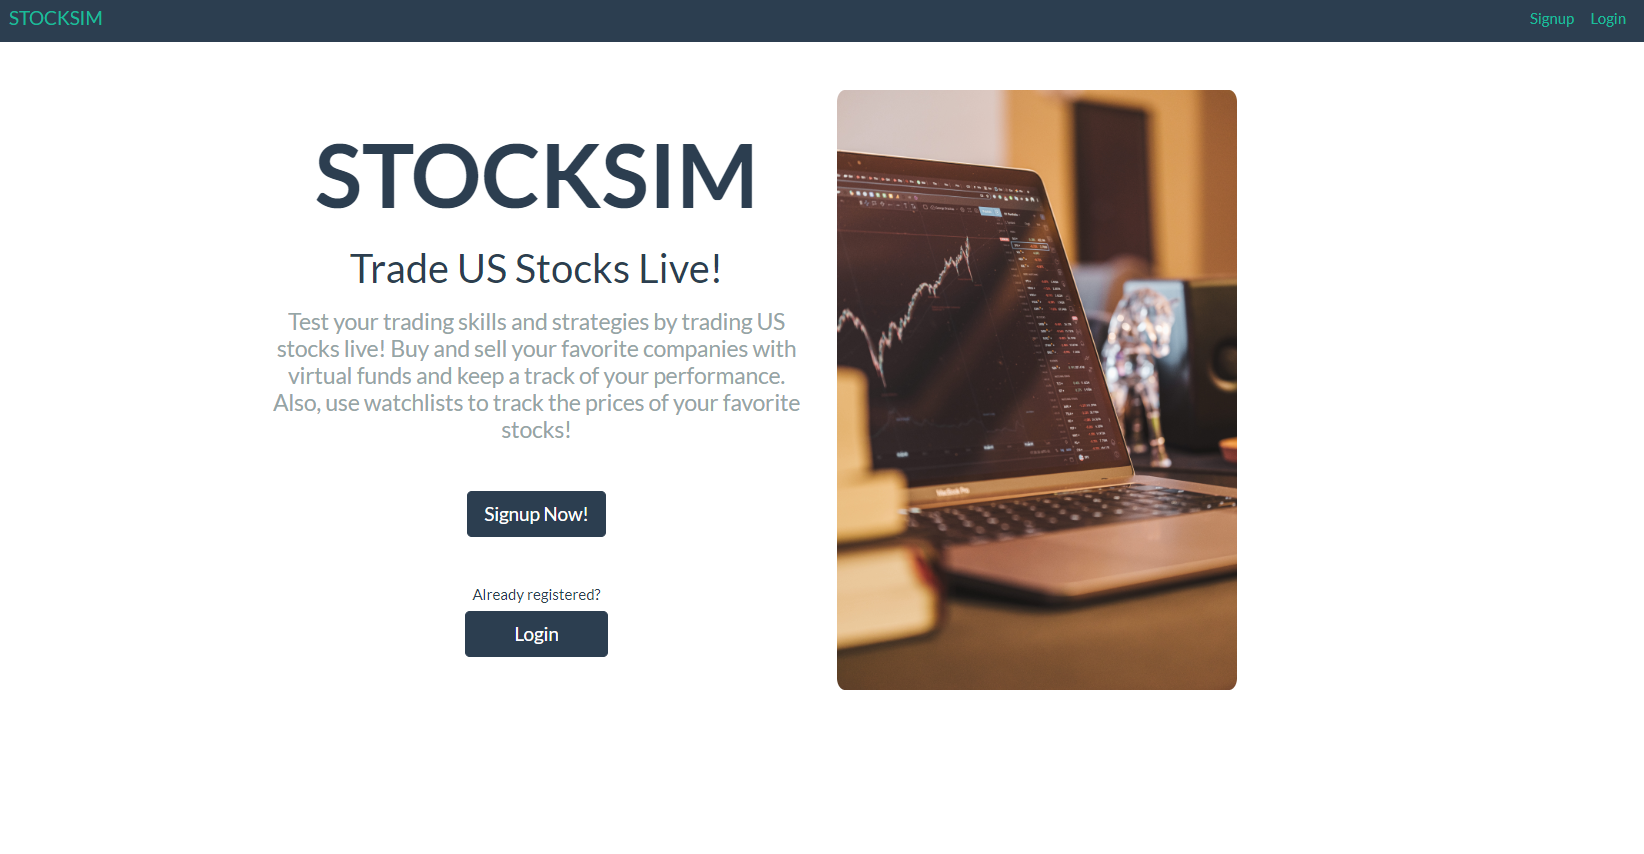 STOCKSIM
Signup Login
STOCKSIM
Trade US Stocks Live!
Test your trading skills and strategies by trading US
stocks live! Buy and sell your favorite companies with
virtual funds and keep a track of your performance.
Also, use watchlists to track the prices of your favorite
stocks!
Signup Now!
Already registered?
Login
MacBook Pro